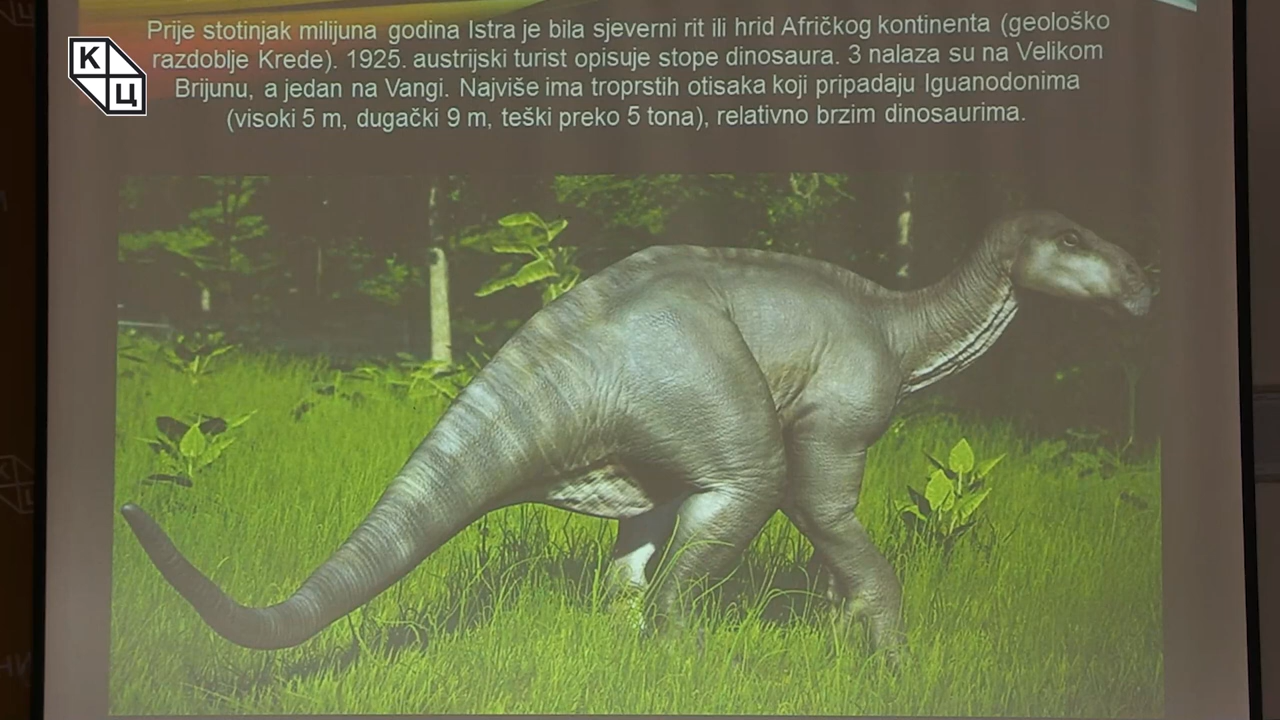 Prije stotinjak milijuna godina Istra je bila sjeverni rit ili hrid Afričkog kontinenta (geološko
razdoblje Krede). 1925. austrijski turist opisuje stope dinosaura. 3 nalaza su na Velikom
Brijunu, a jedan na Vangi. Najviše ima troprstih otisaka koji pripadaju Iguanodonima
(visoki 5 m, dugački 9 m, teški preko 5 tona), relativno brzim dinosaurima.
К
Ц